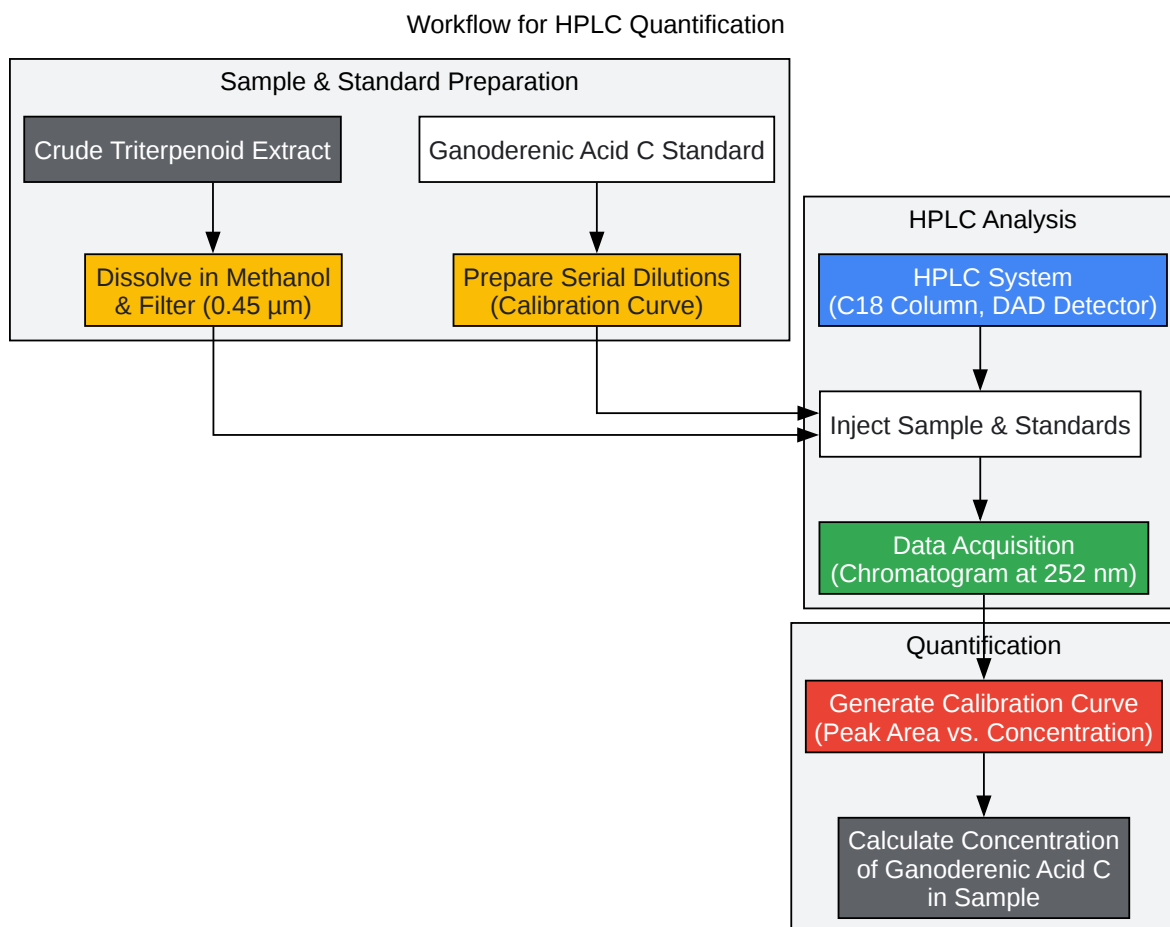 Workflow for HPLC Quantification
Sample & Standard Preparation
Crude Triterpenoid Extract
Ganoderenic Acid C Standard
Dissolve in Methanol
& Filter (0.45 µm)
Prepare Serial Dilutions
(Calibration Curve)
HPLC Analysis
HPLC System
(C18 Column, DAD Detector)
Inject Sample & Standards
Data Acquisition
(Chromatogram at 252 nm)
Quantification
Generate Calibration Curve
(Peak Area vs. Concentration)
Calculate Concentration
of Ganoderenic Acid C
in Sample